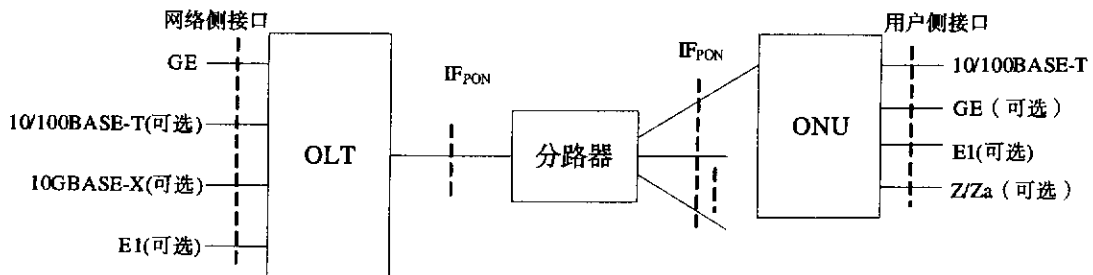 网络侧接口
GE
10/100BASE-T(可选)
10GBASE-X(可选)
E1(可选)
OLT
IFPON
分路器
IFPON
ONU
用户侧接口
10/100BASE-T
GE（可选）
E1(可选)
Z/Za（可选）